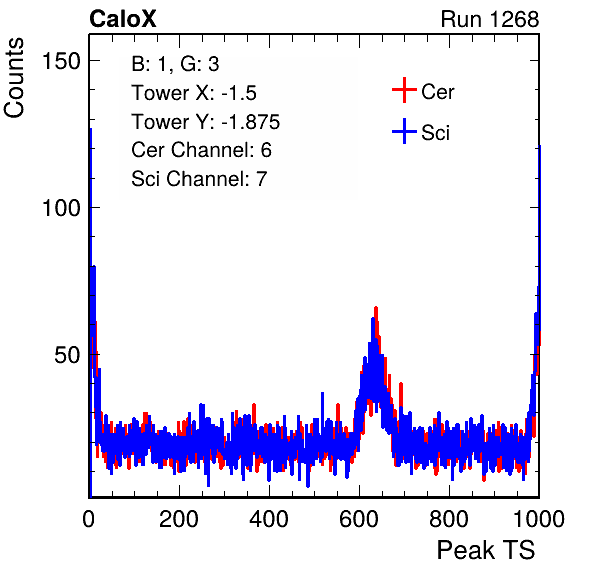 CaloX Run 1268
Counts
150
100
50
B: 1, G: 3
Tower X: -1.5
Tower Y: -1.875
Cer Channel: 6
Sci Channel: 7
Cer
Sci
0 200 400 600 800 1000
Peak TS